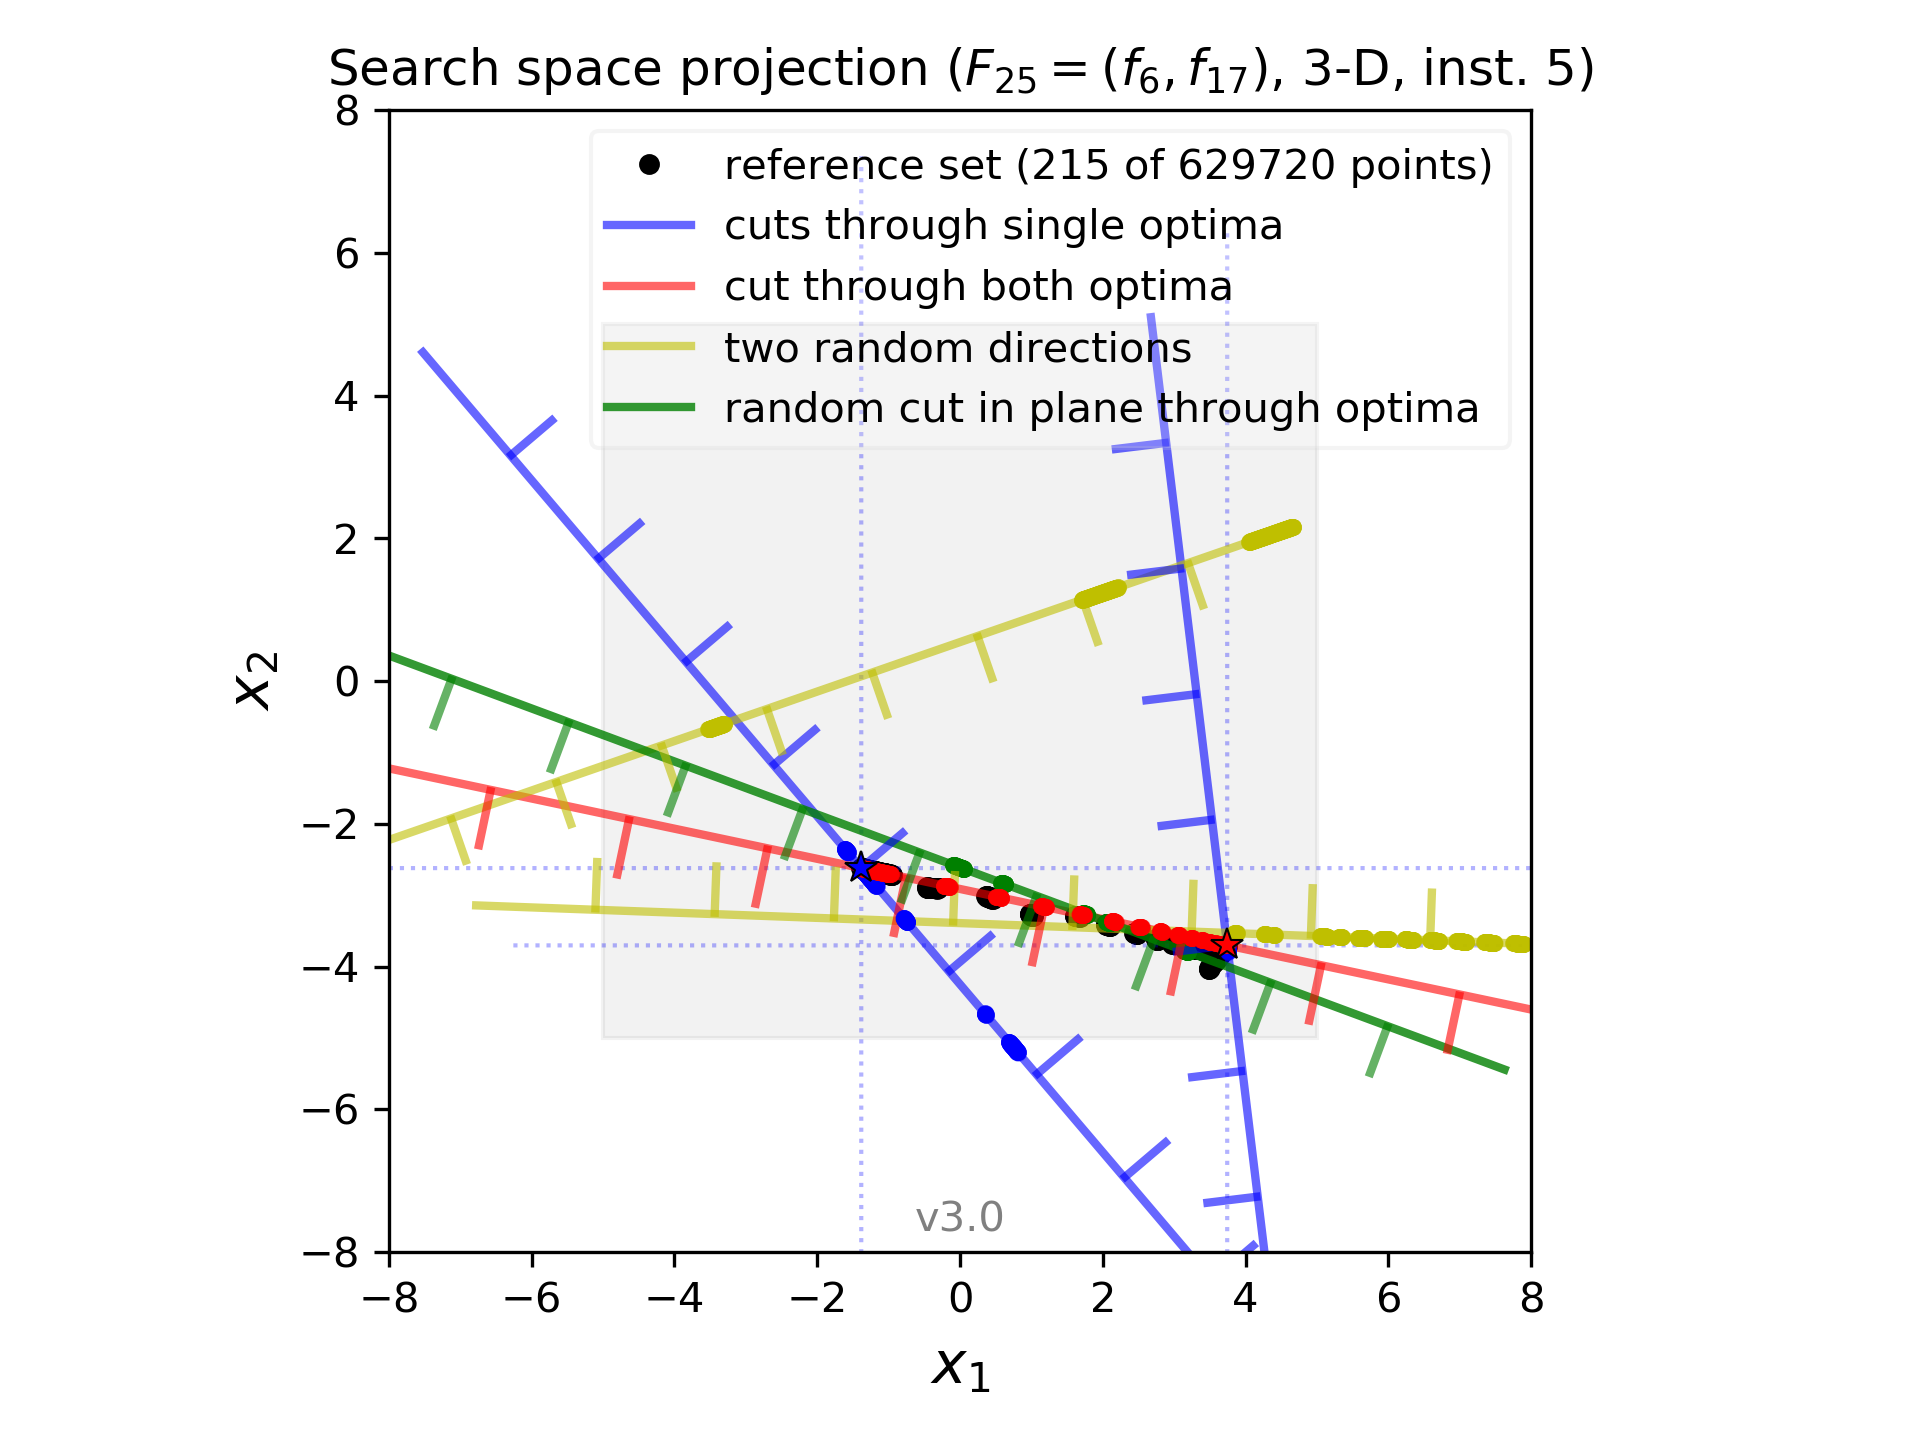 Search space projection (F₂₅ = (f₆, f₁₇), 3-D, inst. 5)
reference set (215 of 629720 points)
cuts through single optima
cut through both optima
two random directions
random cut in plane through optima
8
6
4
2
0
−2
−4
−6
−8
x₂
v3.0
−8 −6 −4 −2 0 2 4 6 8
x₁